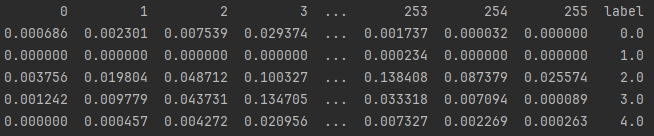 0 1 2 3 ... 253 254 255 label
0.000686 0.002301 0.007539 0.029374 ... 0.001737 0.000032 0.000000 0.0
0.000000 0.000000 0.000000 0.000000 ... 0.000234 0.000000 0.000000 1.0
0.003756 0.019804 0.048712 0.100327 ... 0.138408 0.087379 0.025574 2.0
0.001242 0.009779 0.043731 0.134705 ... 0.033318 0.007094 0.000089 3.0
0.000000 0.000457 0.004272 0.020956 ... 0.007327 0.002269 0.000263 4.0